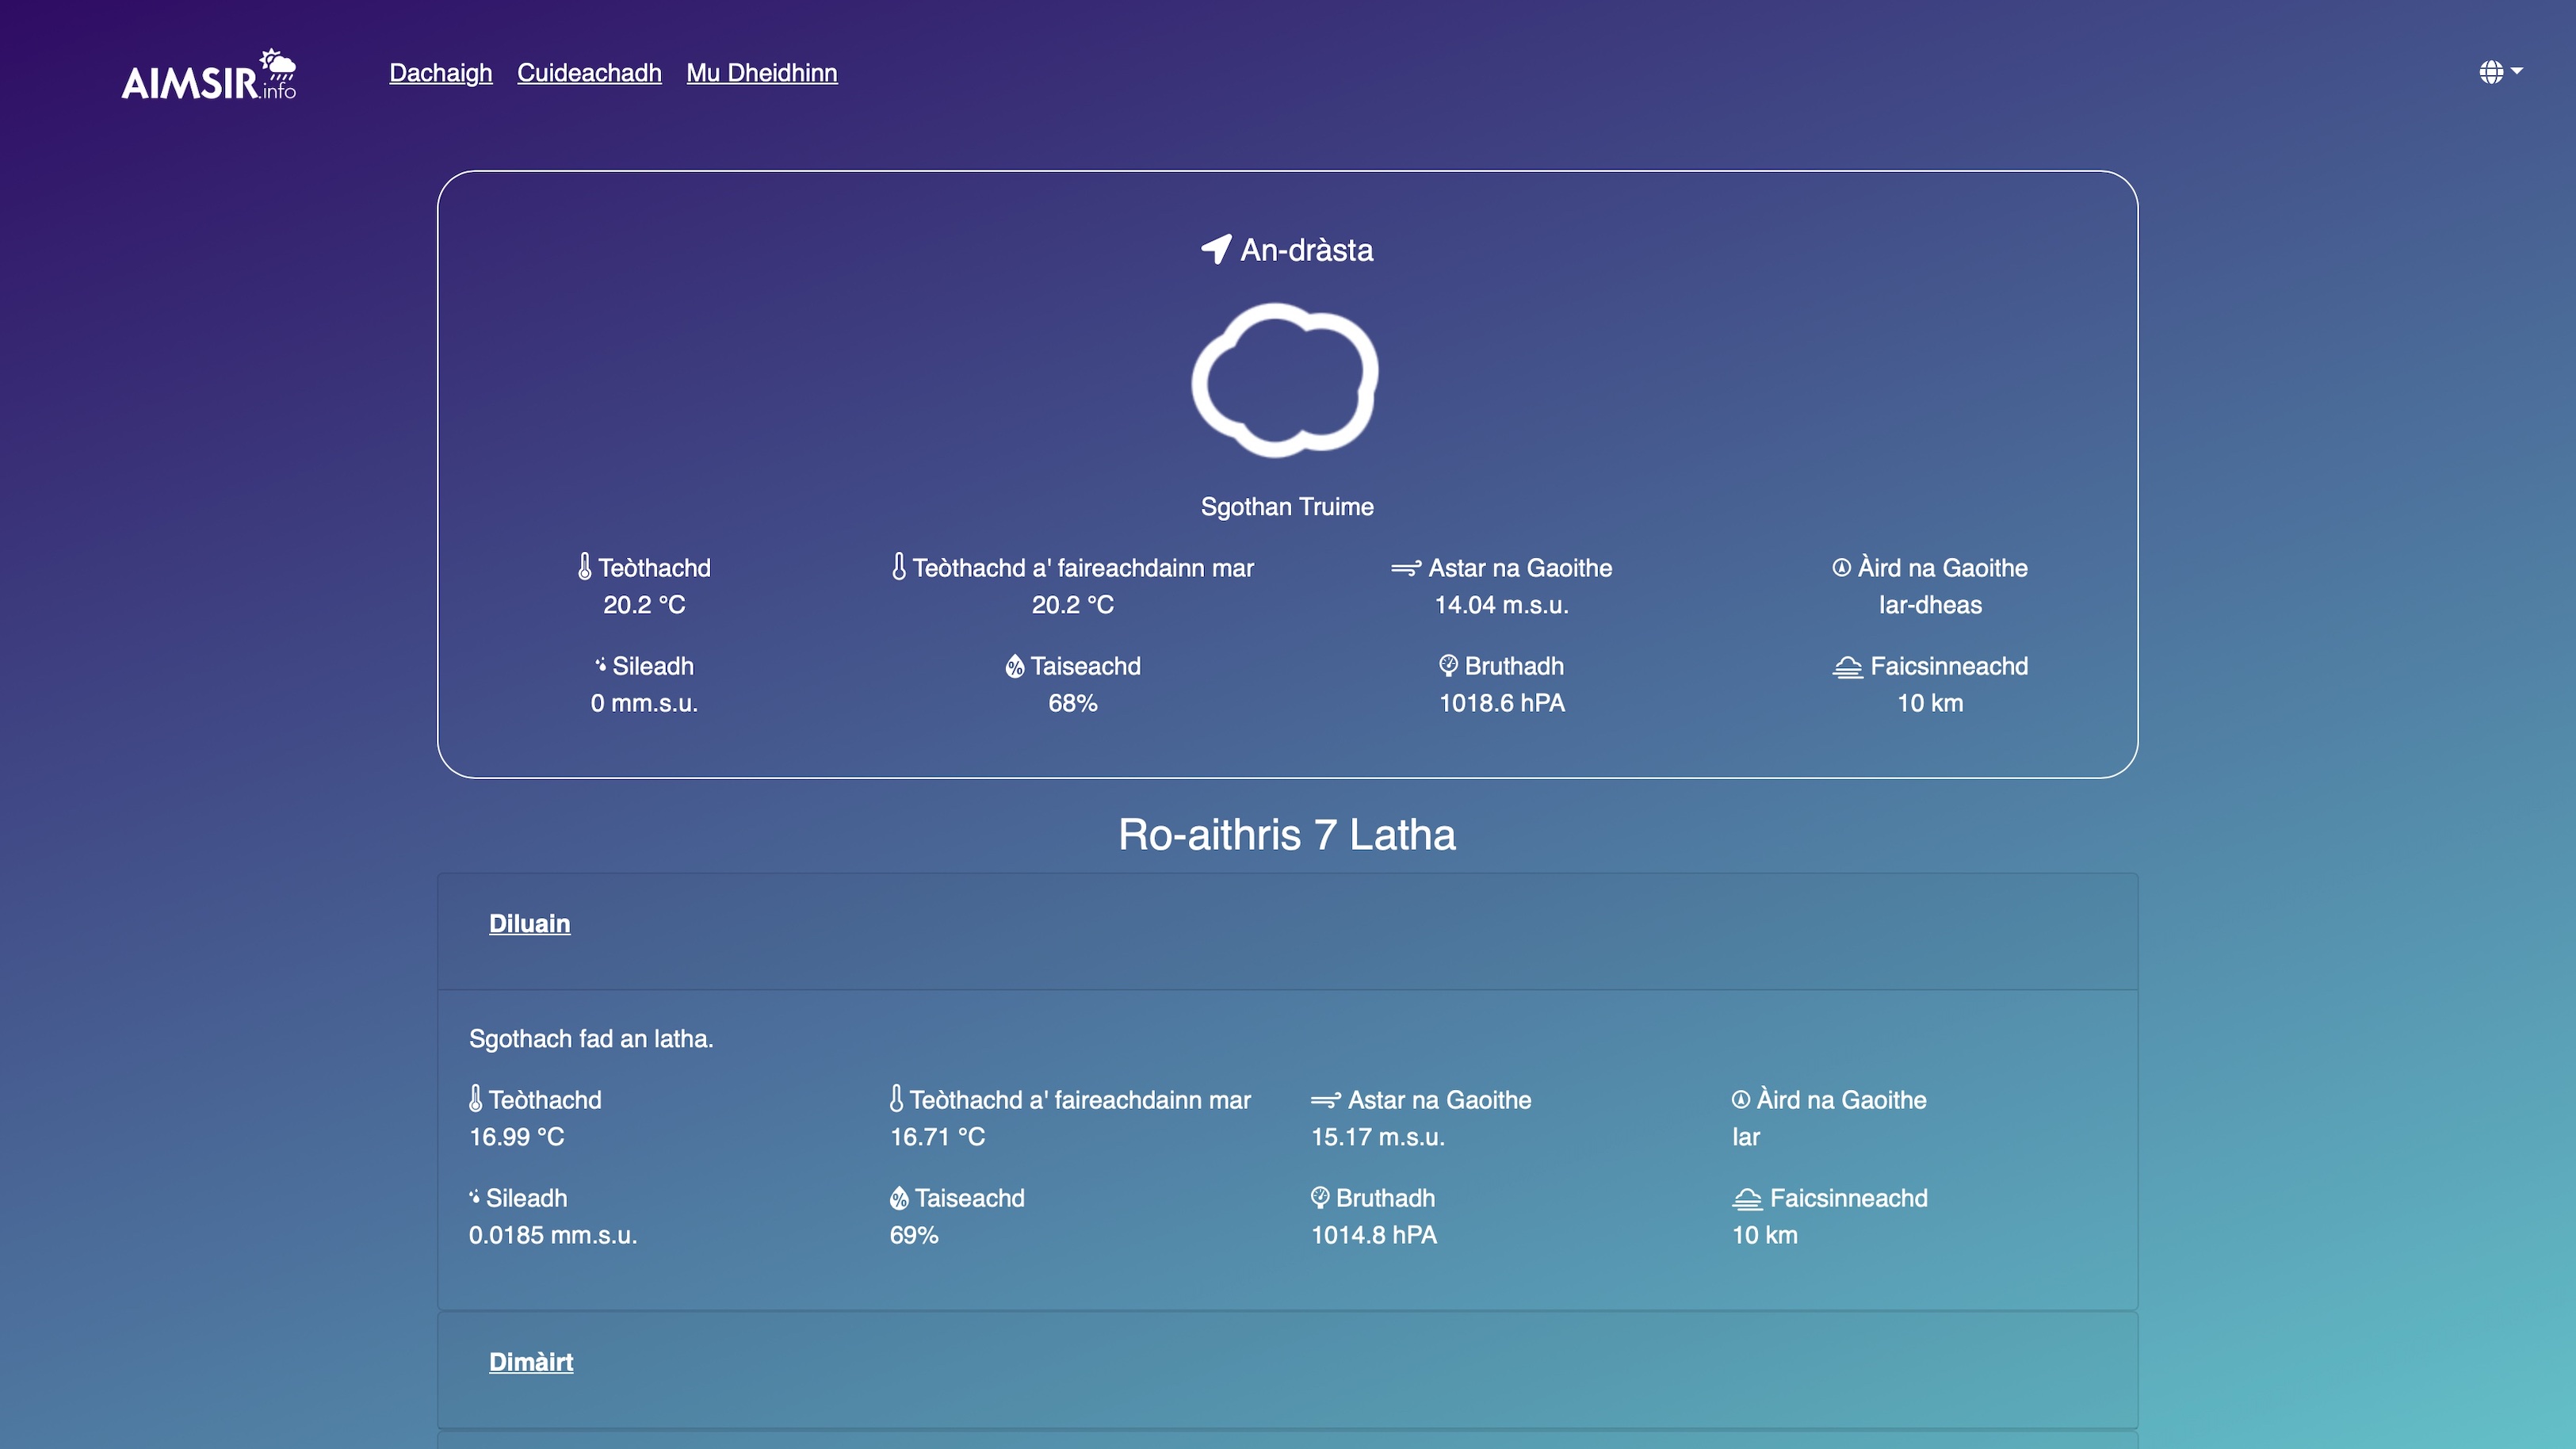 AIMSIR.info
Dachaigh Cuideachadh Mu Dheidhinn
An-dràsta
Sgothan Truime
Teòthachd Teòthachd a' faireachdainn mar Astar na Gaoithe Àird na Gaoithe
20.2 °C 20.2 °C 14.04 m.s.u. Iar-dheas
Sileadh Taiseachd Bruthadh Faicsinneachd
0 mm.s.u. 68% 1018.6 hPA 10 km
Ro-aithris 7 Latha
Diluain
Sgothach fad an latha.
Teòthachd Teòthachd a' faireachdainn mar Astar na Gaoithe Àird na Gaoithe
16.99 °C 16.71 °C 15.17 m.s.u. Iar
Sileadh Taiseachd Bruthadh Faicsinneachd
0.0185 mm.s.u. 69% 1014.8 hPA 10 km
Dimàirt